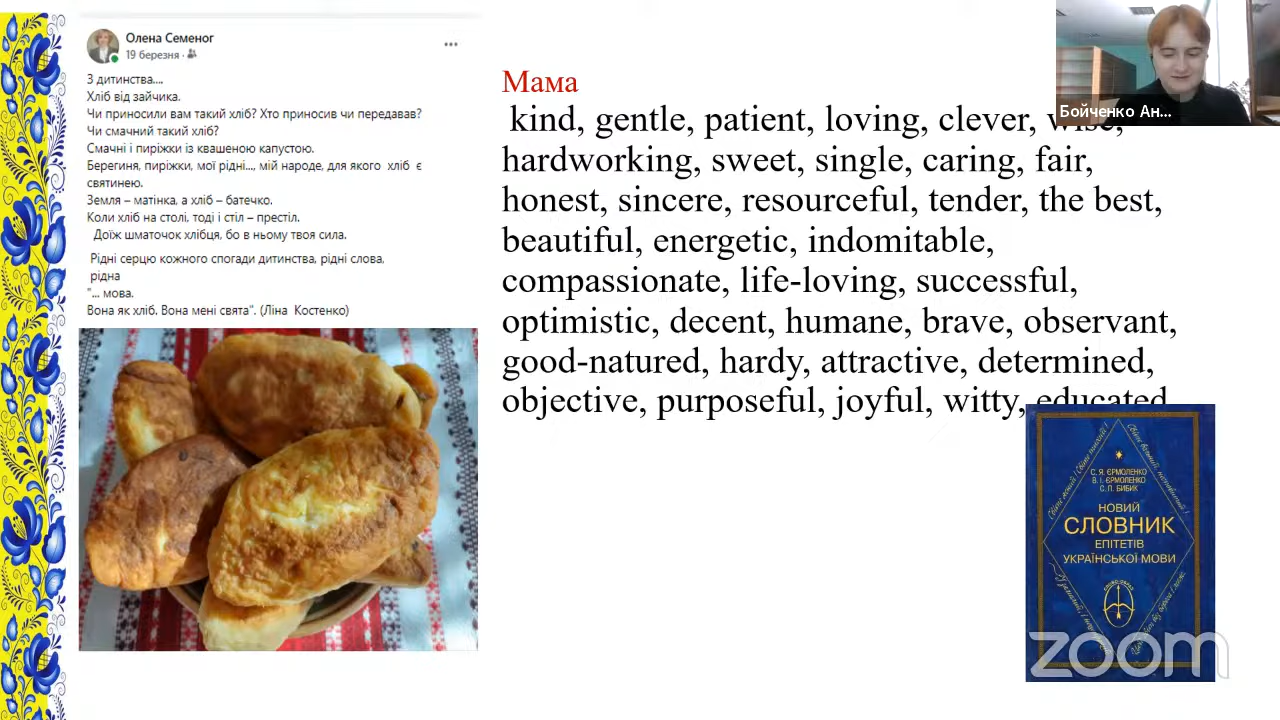 Олена Семеног
19 березня ·
З дитинства....
Хліб від зайчика.
Чи приносили вам такий хліб? Хто приносив чи передавав?
Чи смачний такий хліб?
Смачні і пиріжки із квашеною капустою.
Берегиня, пиріжки, мої рідні..., мій народе, для якого хліб є
святинею.
Земля – матінка, а хліб – батечко.
Коли хліб на столі, тоді і стіл – престіл.
Доїж шматочок хлібця, бо в ньому твоя сила.
Рідні серцю кожного спогади дитинства, рідні слова,
рідна
"... мова.
Вона як хліб. Вона мені свята". (Ліна Костенко)
Мама
kind, gentle, patient, loving, clever, wise,
hardworking, sweet, single, caring, fair,
honest, sincere, resourceful, tender, the best,
beautiful, energetic, indomitable,
compassionate, life-loving, successful,
optimistic, decent, humane, brave, observant,
good-natured, hardy, attractive, determined,
objective, purposeful, joyful, witty, educated
Бойченко Ан...
С. Я. ЄРМОЛЕНКО
В. І. ЄРМОЛЕНКО
С. П. БИБИК
НОВИЙ
СЛОВНИК
ЕПІТЕТІВ
УКРАЇНСЬКОЇ МОВИ
zoom